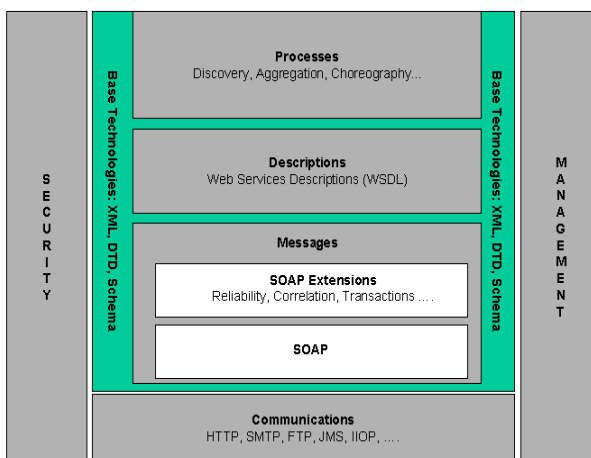 Processes
Discovery, Aggregation, Choreography...
Base Technologies: XML, DTD, Schema
Base Technologies: XML, DTD, Schema
Descriptions
Web Services Descriptions (WSDL)
SECURITY
MANAGEMENT
Messages
SOAP Extensions
Reliability, Correlation, Transactions ....
SOAP
Communications
HTTP, SMTP, FTP, JMS, IIOP, ....